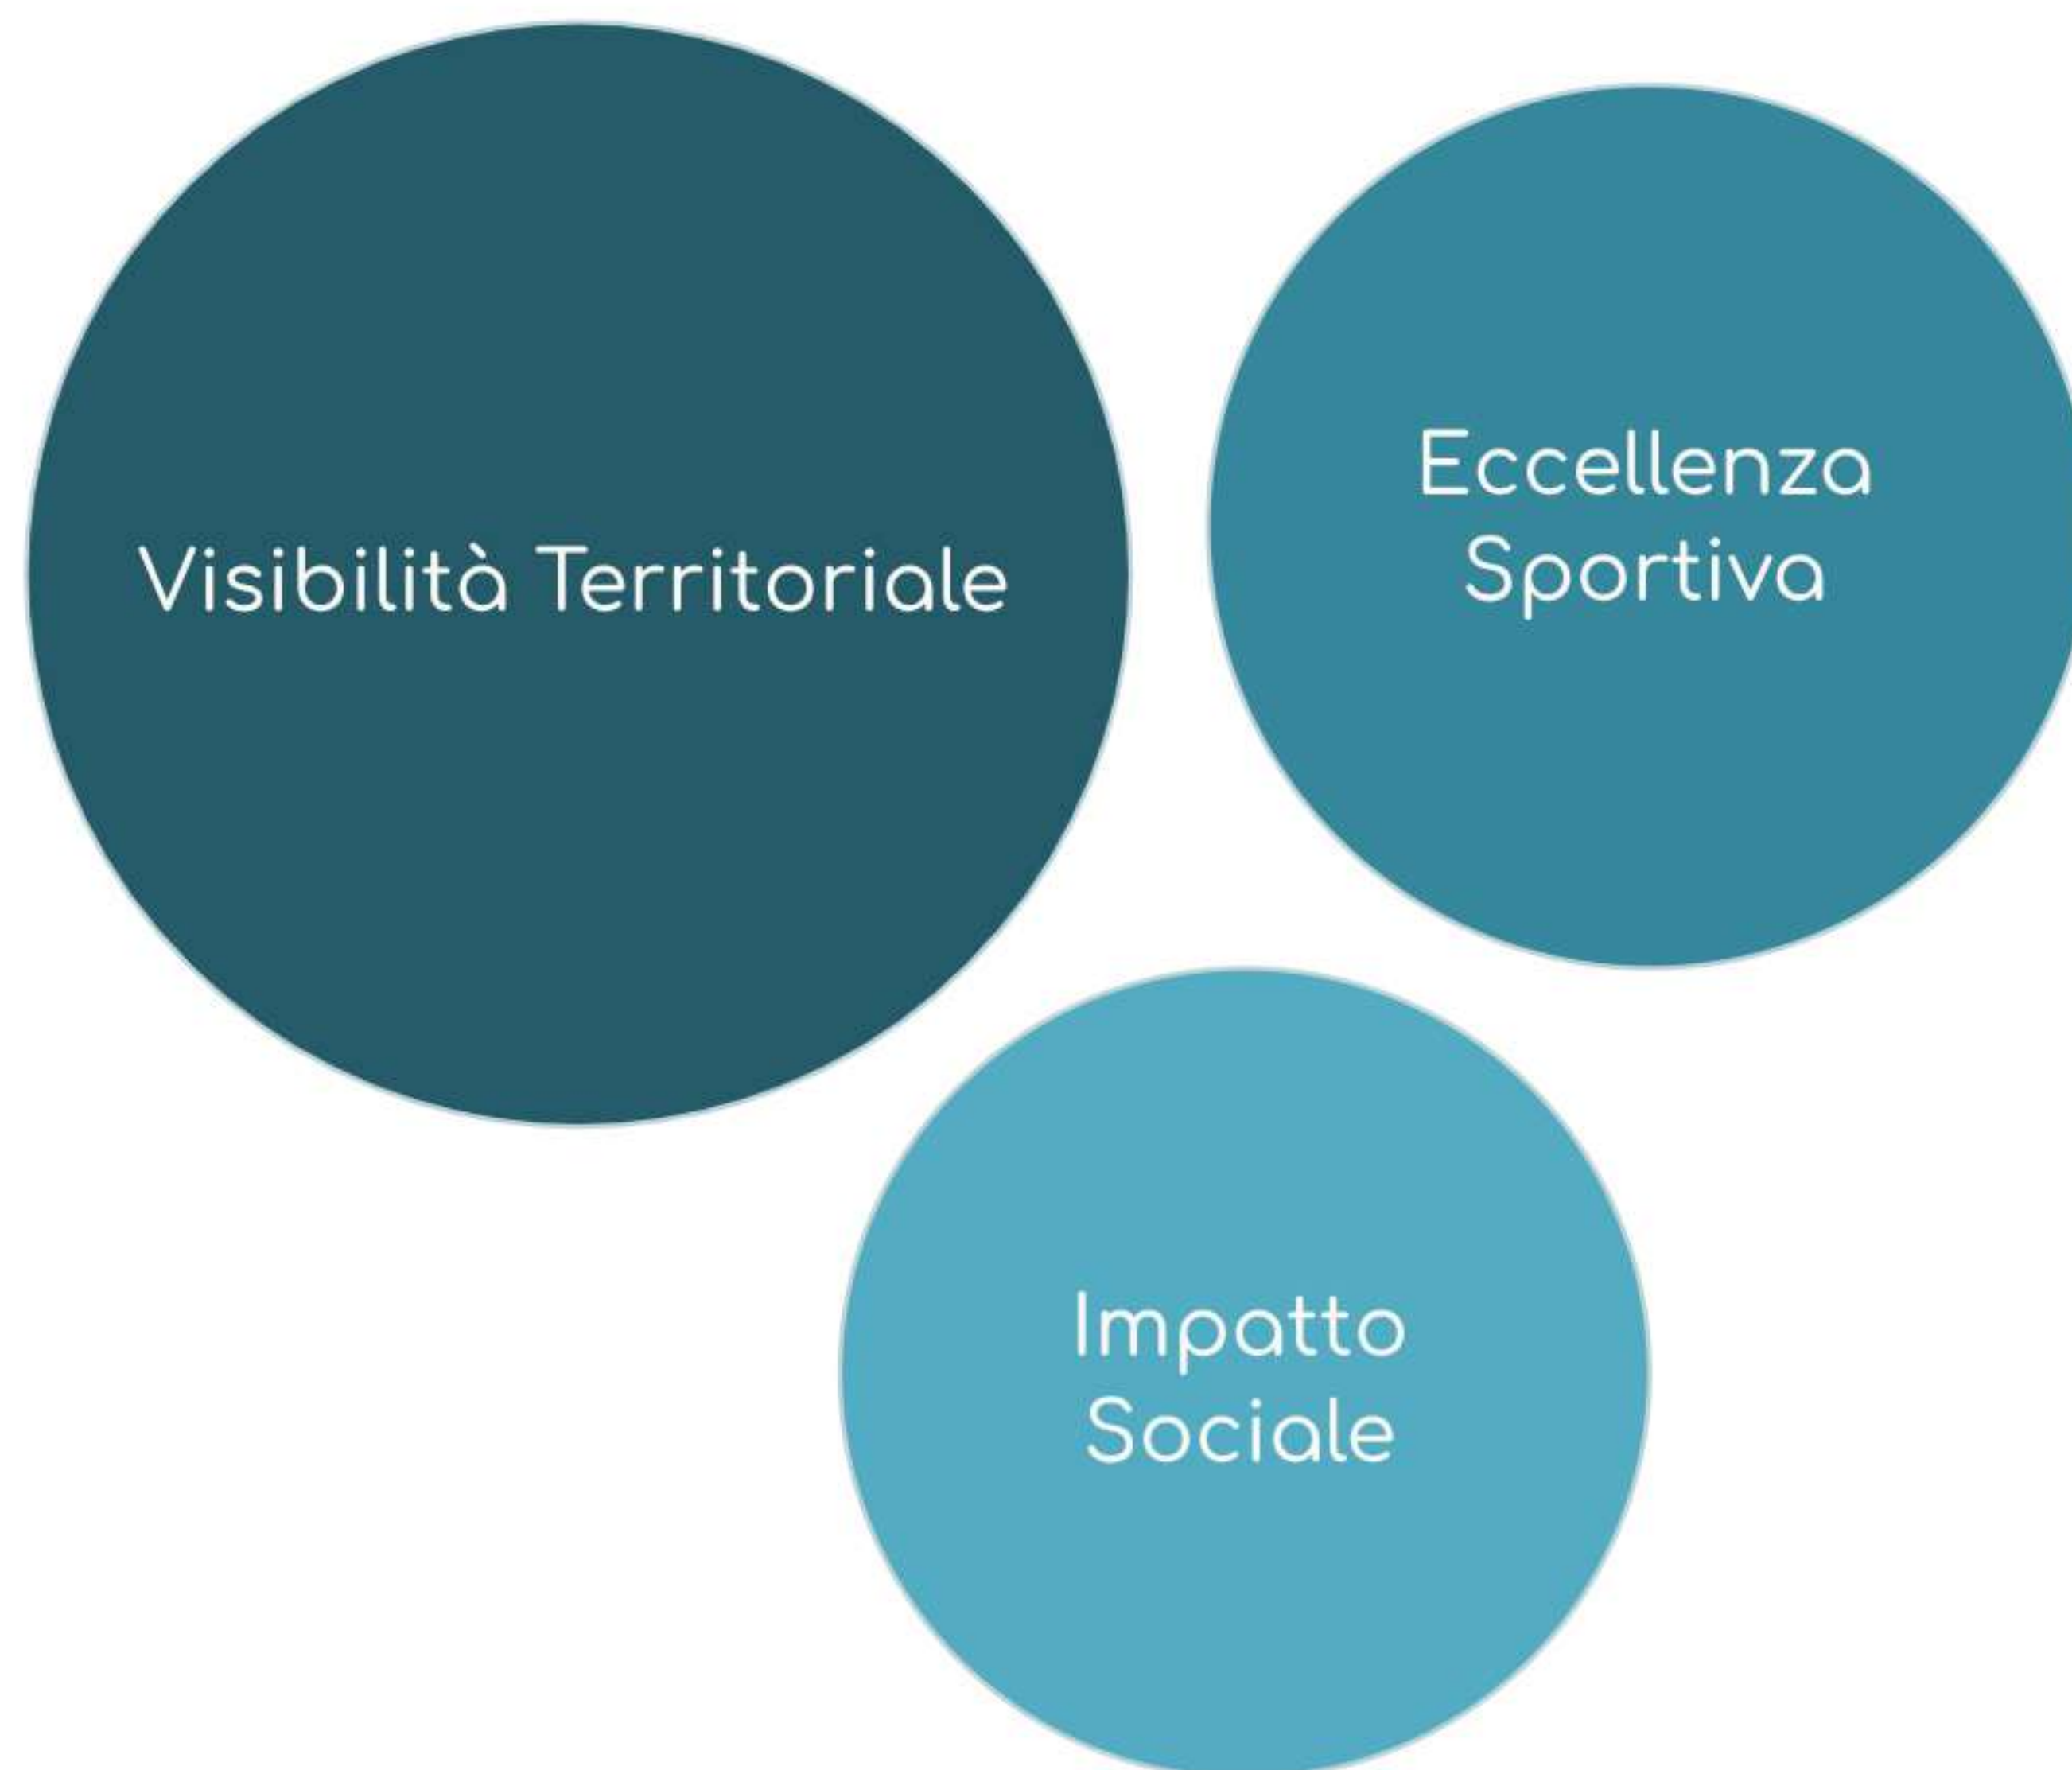 Visibilità Territoriale
Eccellenza
Sportiva
Impatto
Sociale